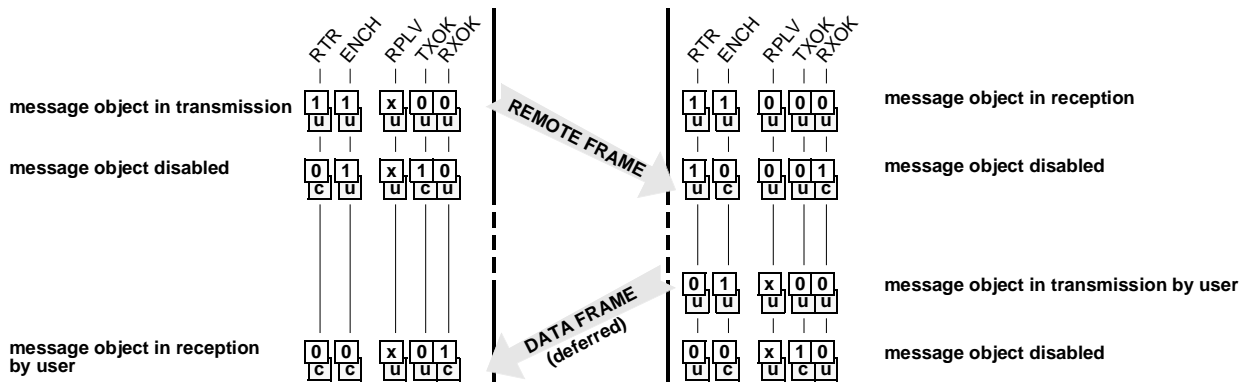 RTR ENCH RPLV TXOK RXOK RTR ENCH RPLV TXOK RXOK
message object in transmission 1 1 x 0 0 REMOTE FRAME 1 1 0 0 0 message object in reception
u u u u u u u u u u
message object disabled 0 1 x 1 0 1 0 0 0 1 message object disabled
c u u c u u c u u c
0 1 x 0 0 message object in transmission by user
u u u u u
DATA FRAME
(deferred)
message object in reception 0 0 x 0 1 0 0 x 1 0 message object disabled
by user c c u u c u c u c u